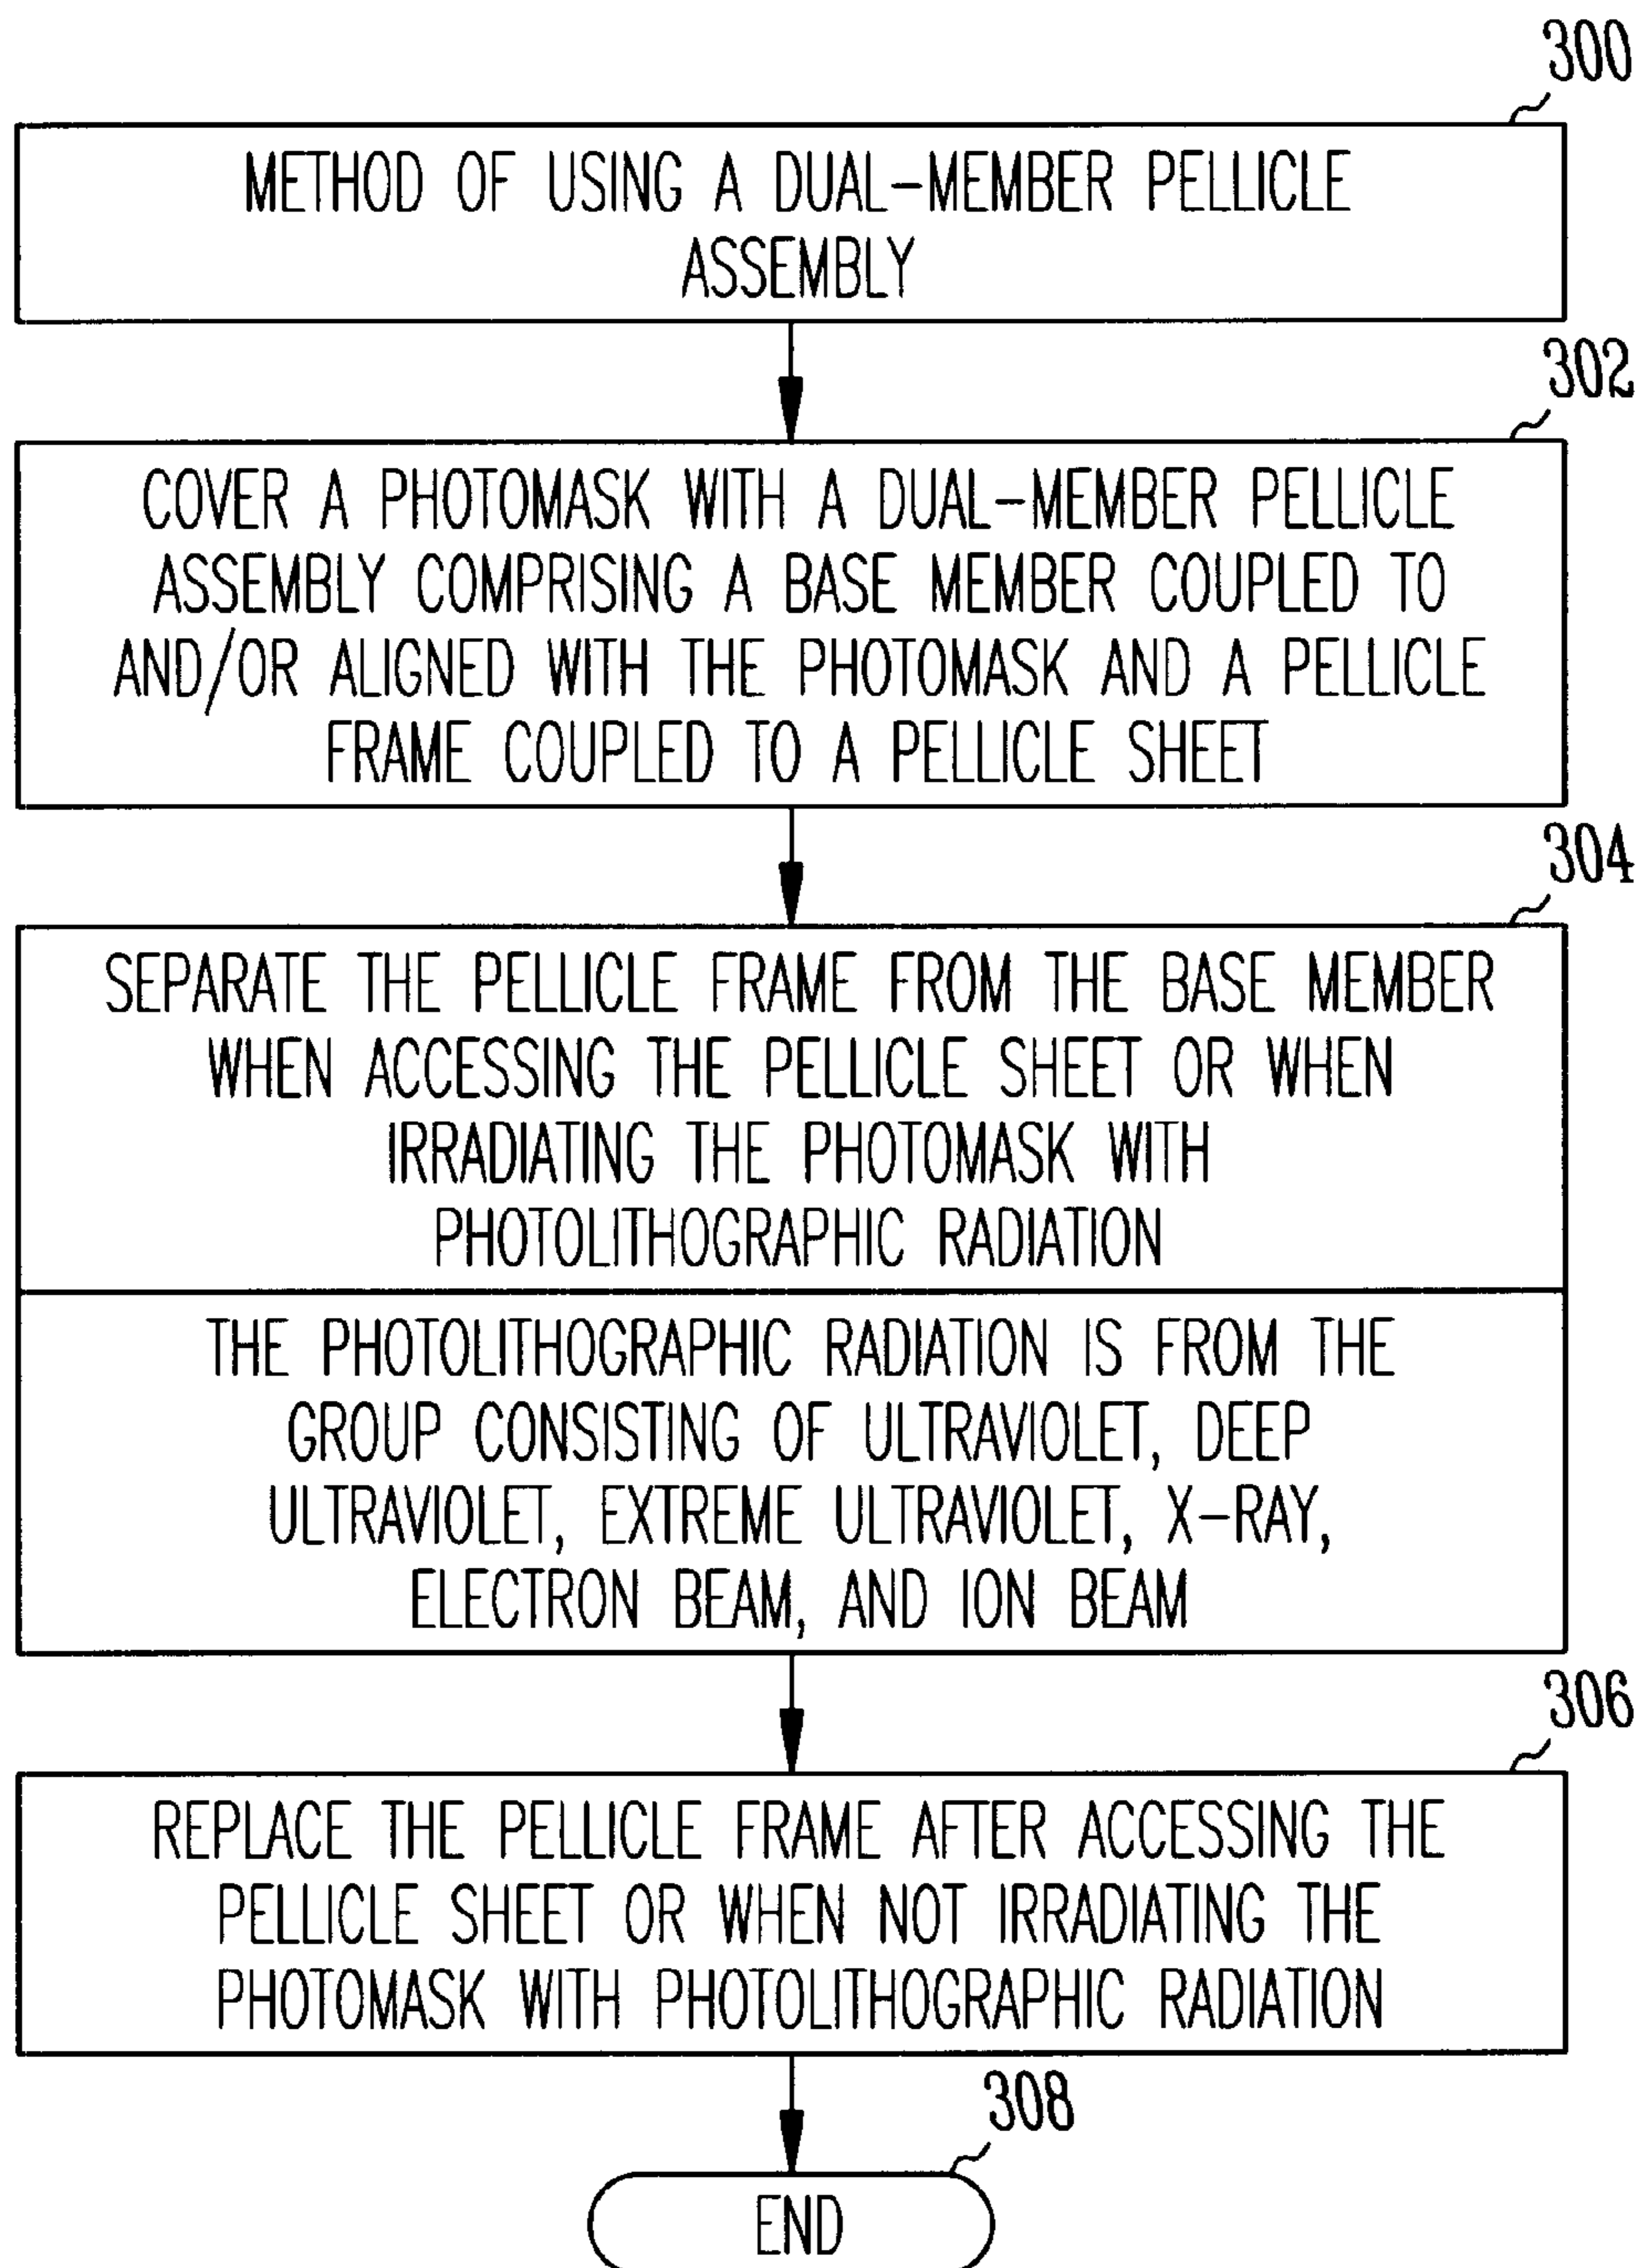 300
METHOD OF USING A DUAL-MEMBER PELLICLE
ASSEMBLY
302
COVER A PHOTOMASK WITH A DUAL-MEMBER PELLICLE
ASSEMBLY COMPRISING A BASE MEMBER COUPLED TO
AND/OR ALIGNED WITH THE PHOTOMASK AND A PELLICLE
FRAME COUPLED TO A PELLICLE SHEET
304
SEPARATE THE PELLICLE FRAME FROM THE BASE MEMBER
WHEN ACCESSING THE PELLICLE SHEET OR WHEN
IRRADIATING THE PHOTOMASK WITH
PHOTOLITHOGRAPHIC RADIATION
THE PHOTOLITHOGRAPHIC RADIATION IS FROM THE
GROUP CONSISTING OF ULTRAVIOLET, DEEP
ULTRAVIOLET, EXTREME ULTRAVIOLET, X-RAY,
ELECTRON BEAM, AND ION BEAM
306
REPLACE THE PELLICLE FRAME AFTER ACCESSING THE
PELLICLE SHEET OR WHEN NOT IRRADIATING THE
PHOTOMASK WITH PHOTOLITHOGRAPHIC RADIATION
308
END